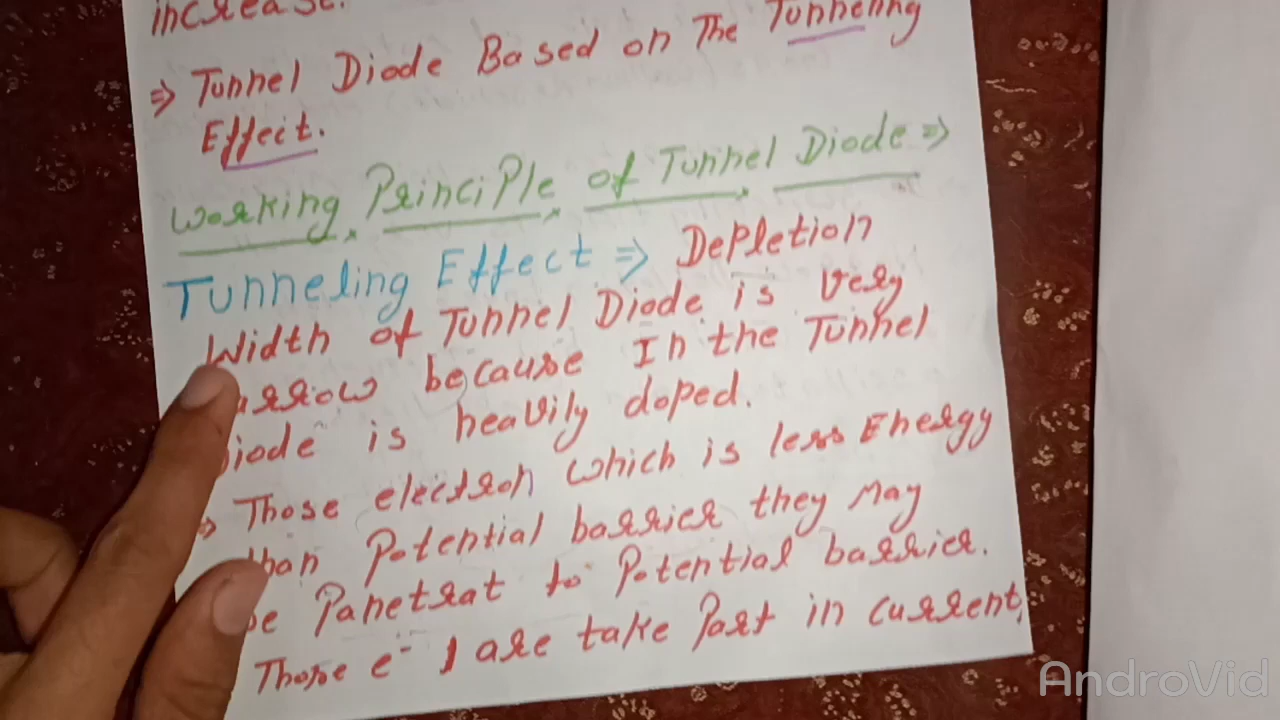 increase.
⇒ Tunnel Diode Based on The Tunneling
Effect.
Working Principle of Tunnel Diode ⇒
Tunneling Effect ⇒ Depletion
Width of Tunnel Diode is Very
arrow because In the Tunnel
iode is heavily doped.
⇒ Those electron which is less Energy
han Potential barrier they May
be Panetrat to Potential barrier.
Those e⁻ are take Part in current,
AndroVid